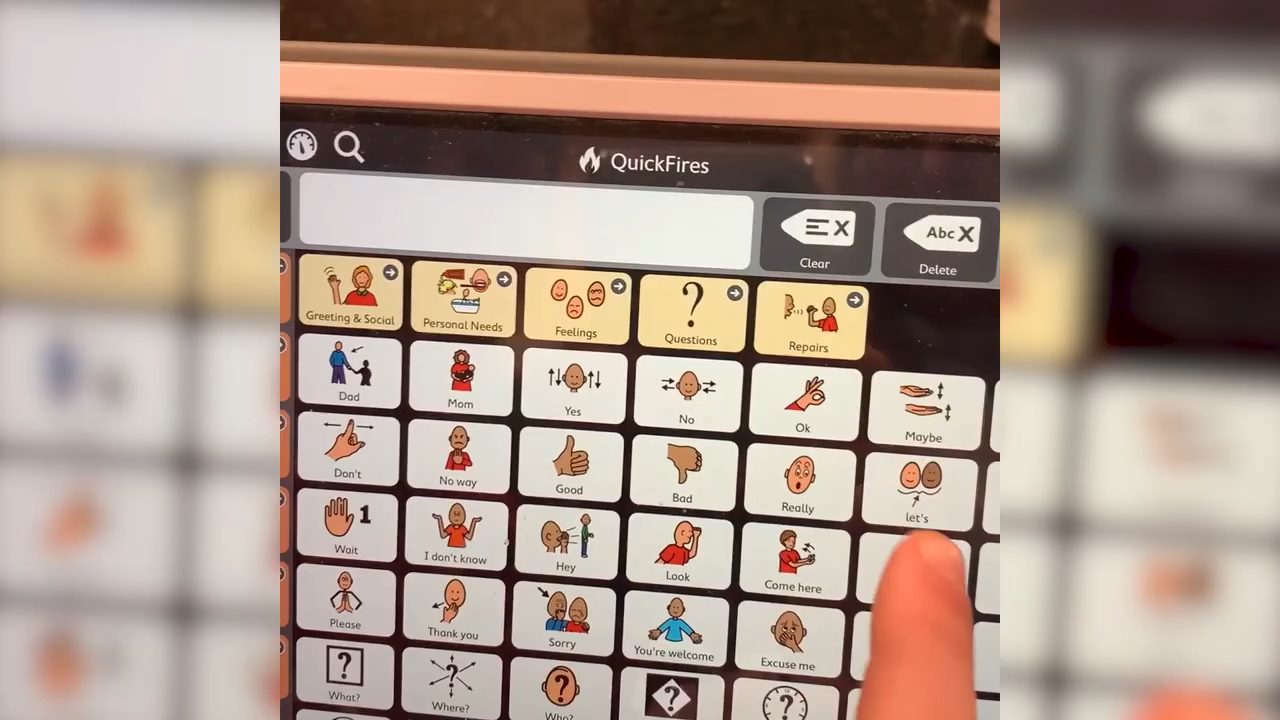 QuickFires
Clear
Abc X
Delete
Greeting & Social
Personal Needs
Feelings
Questions
Repairs
Dad
Mom
Yes
No
Ok
Maybe
Don't
No way
Good
Bad
Really
let's
Wait
1
I don't know
Hey
Look
Come here
Please
Thank you
Sorry
You're welcome
Excuse me
What?
Where?
Who?